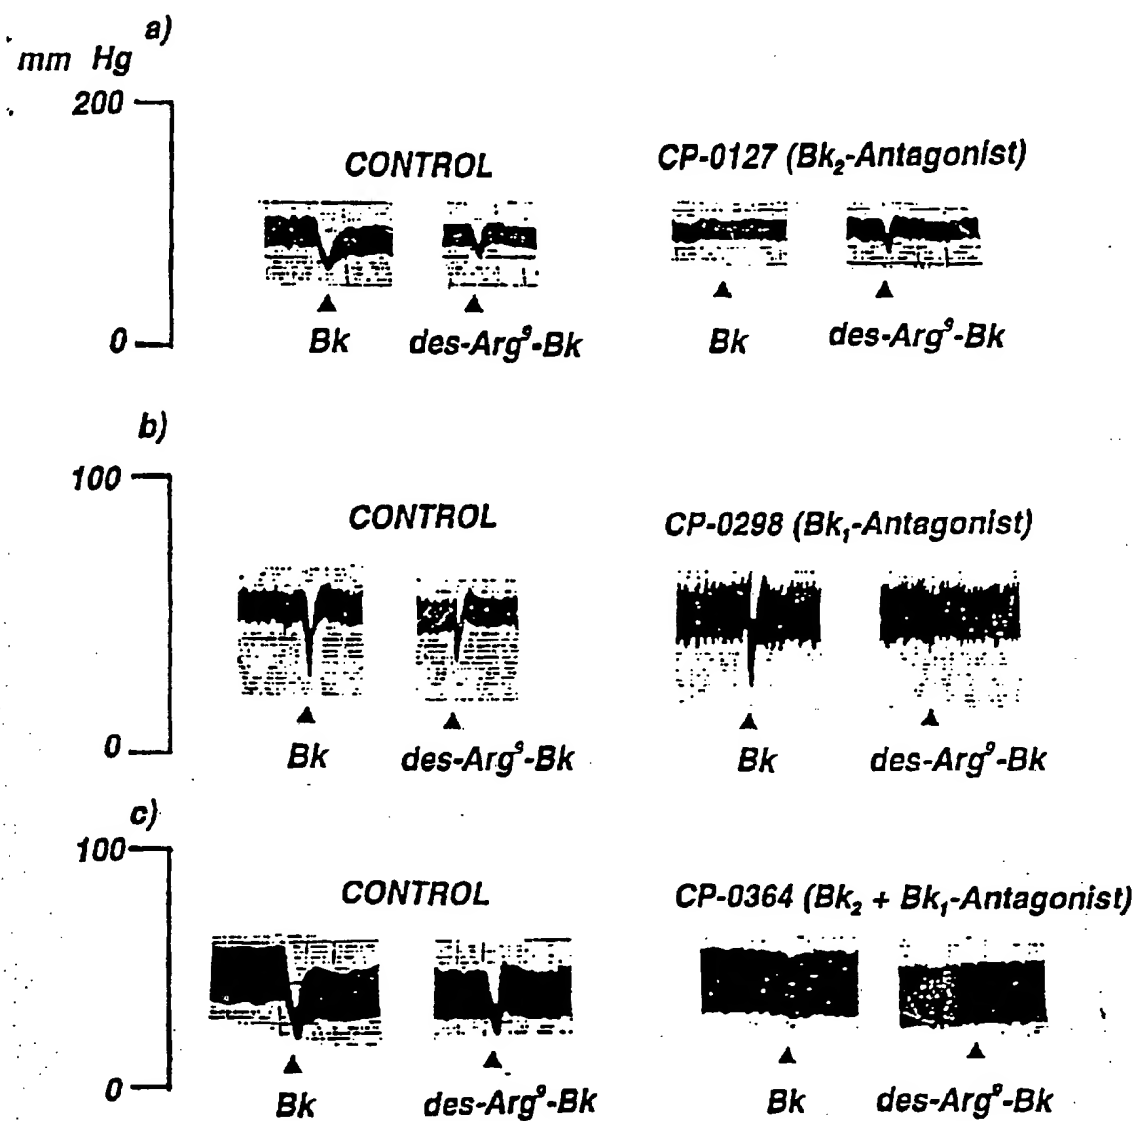 a)
mm Hg
200
CONTROL CP-0127 (Bk₂-Antagonist)
0
Bk des-Arg⁹-Bk Bk des-Arg⁹-Bk
b)
100
CONTROL CP-0298 (Bk₁-Antagonist)
0
Bk des-Arg⁹-Bk Bk des-Arg⁹-Bk
c)
100
CONTROL CP-0364 (Bk₂ + Bk₁-Antagonist)
0
Bk des-Arg⁹-Bk Bk des-Arg⁹-Bk